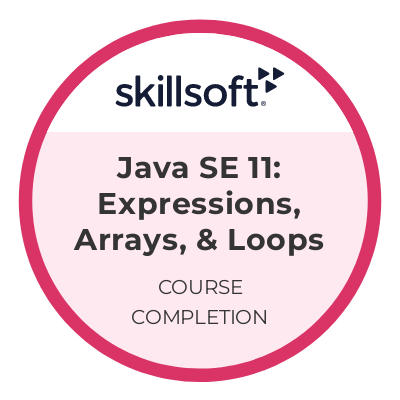 skillsoft®
Java SE 11:
Expressions,
Arrays, & Loops
COURSE
COMPLETION